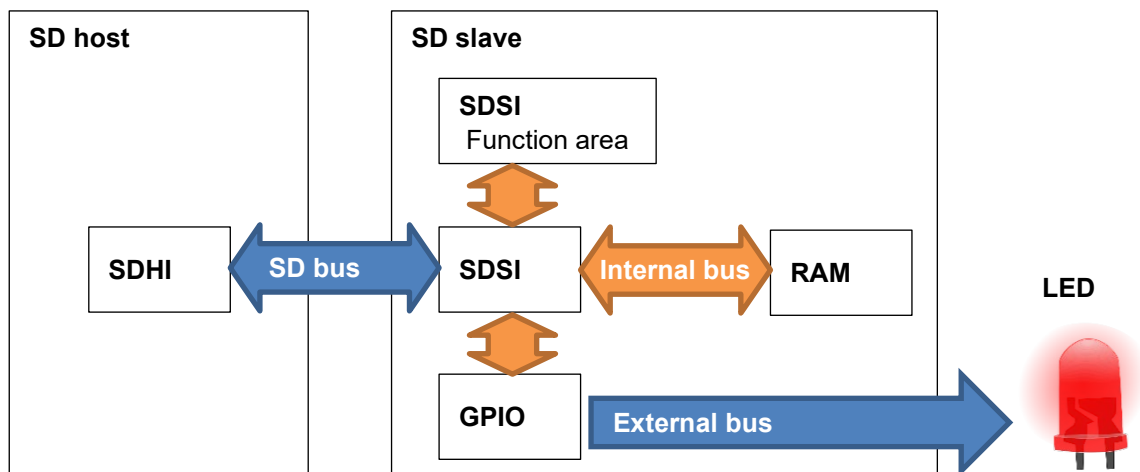 SD host
SD slave
SDSI
Function area
SDHI
SD bus
SDSI
Internal bus
RAM
LED
GPIO
External bus